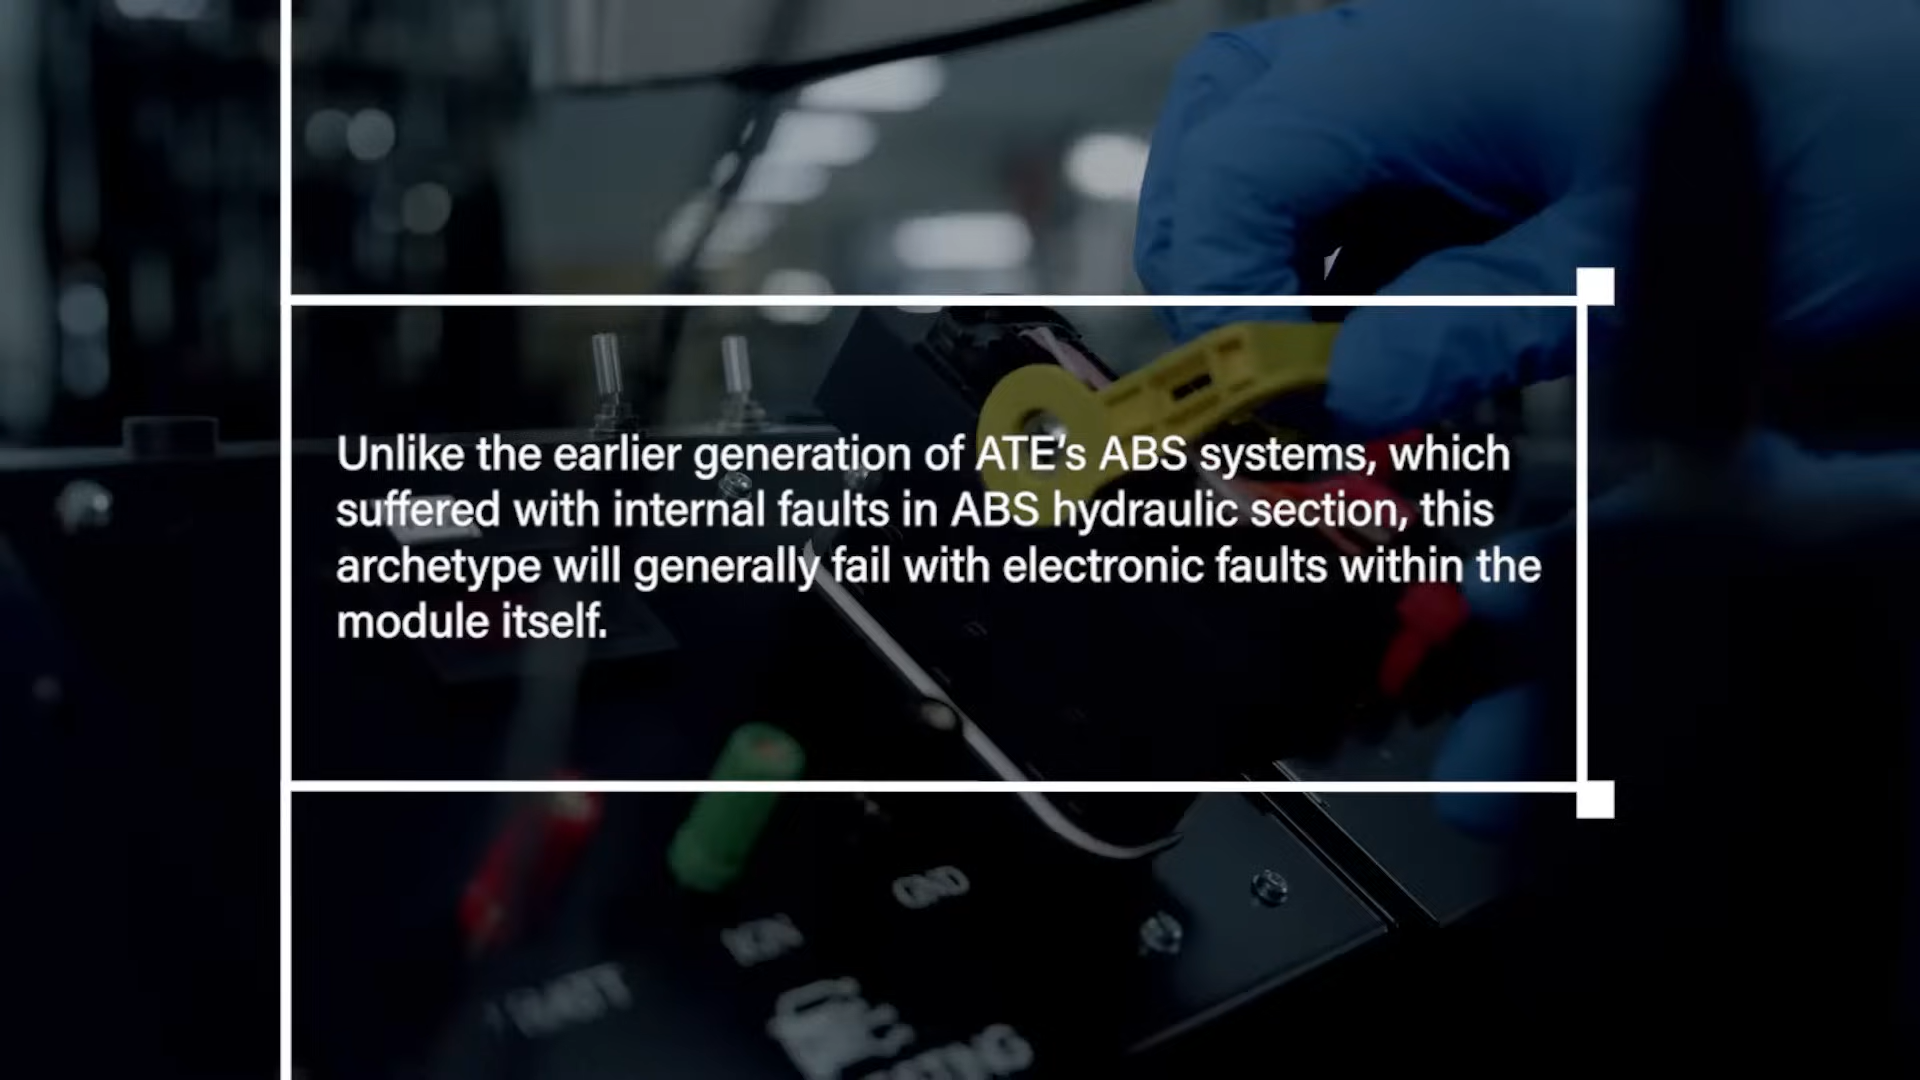 Unlike the earlier generation of ATE's ABS systems, which
suffered with internal faults in ABS hydraulic section, this
archetype will generally fail with electronic faults within the
module itself.
GND